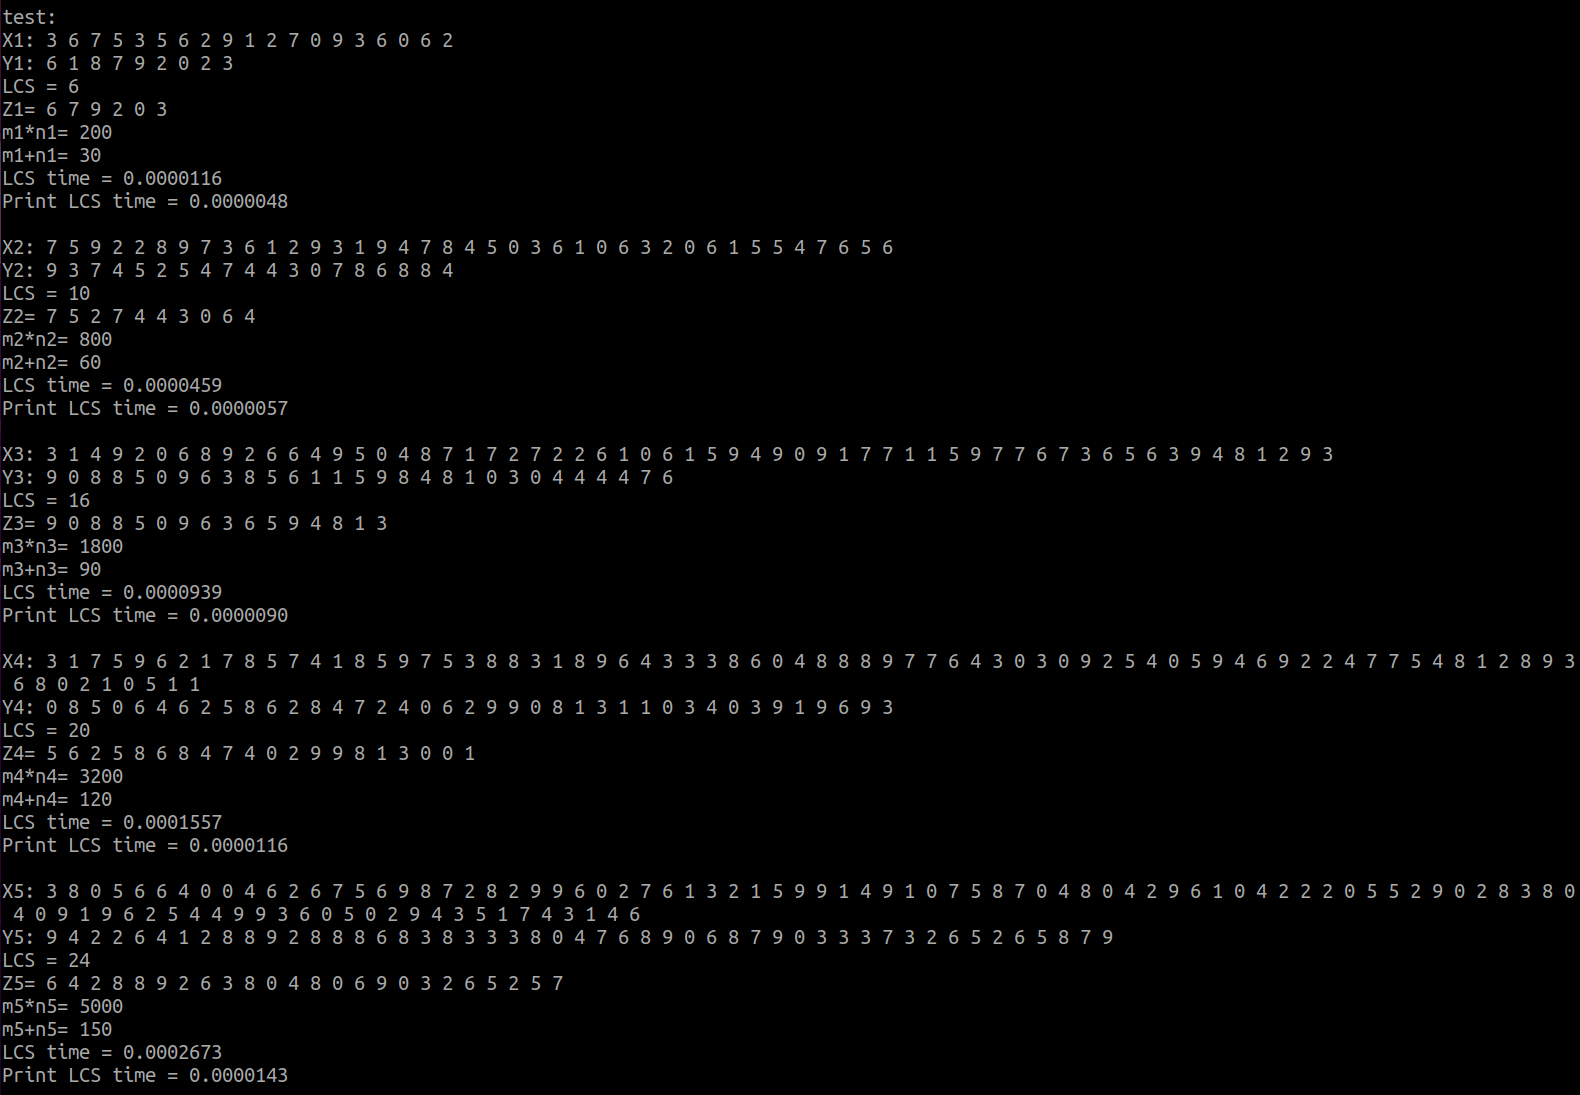 test:
X1: 3 6 7 5 3 5 6 2 9 1 2 7 0 9 3 6 0 6 2
Y1: 6 1 8 7 9 2 0 2 3
LCS = 6
Z1= 6 7 9 2 0 3
m1*n1= 200
m1+n1= 30
LCS time = 0.0000116
Print LCS time = 0.0000048
X2: 7 5 9 2 2 8 9 7 3 6 1 2 9 3 1 9 4 7 8 4 5 0 3 6 1 0 6 3 2 0 6 1 5 5 4 7 6 5 6
Y2: 9 3 7 4 5 2 5 4 7 4 4 3 0 7 8 6 8 8 4
LCS = 10
Z2= 7 5 2 7 4 4 3 0 6 4
m2*n2= 800
m2+n2= 60
LCS time = 0.0000459
Print LCS time = 0.0000057
X3: 3 1 4 9 2 0 6 8 9 2 6 6 4 9 5 0 4 8 7 1 7 2 7 2 2 6 1 0 6 1 5 9 4 9 0 9 1 7 7 1 1 5 9 7 7 6 7 3 6 5 6 3 9 4 8 1 2 9 3
Y3: 9 0 8 8 5 0 9 6 3 8 5 6 1 1 5 9 8 4 8 1 0 3 0 4 4 4 4 7 6
LCS = 16
Z3= 9 0 8 8 5 0 9 6 3 6 5 9 4 8 1 3
m3*n3= 1800
m3+n3= 90
LCS time = 0.0000939
Print LCS time = 0.0000090
X4: 3 1 7 5 9 6 2 1 7 8 5 7 4 1 8 5 9 7 5 3 8 8 3 1 8 9 6 4 3 3 3 8 6 0 4 8 8 8 9 7 7 6 4 3 0 3 0 9 2 5 4 0 5 9 4 6 9 2 2 4 7 7 5 4 8 1 2 8 9 3
6 8 0 2 1 0 5 1 1
Y4: 0 8 5 0 6 4 6 2 5 8 6 2 8 4 7 2 4 0 6 2 9 9 0 8 1 3 1 1 0 3 4 0 3 9 1 9 6 9 3
LCS = 20
Z4= 5 6 2 5 8 6 8 4 7 4 0 2 9 9 8 1 3 0 0 1
m4*n4= 3200
m4+n4= 120
LCS time = 0.0001557
Print LCS time = 0.0000116
X5: 3 8 0 5 6 6 4 0 0 4 6 2 6 7 5 6 9 8 7 2 8 2 9 9 6 0 2 7 6 1 3 2 1 5 9 9 1 4 9 1 0 7 5 8 7 0 4 8 0 4 2 9 6 1 0 4 2 2 2 0 5 5 2 9 0 2 8 3 8 0
4 0 9 1 9 6 2 5 4 4 9 9 3 6 0 5 0 2 9 4 3 5 1 7 4 3 1 4 6
Y5: 9 4 2 2 6 4 1 2 8 8 9 2 8 8 8 6 8 3 8 3 3 3 8 0 4 7 6 8 9 0 6 8 7 9 0 3 3 3 7 3 2 6 5 2 6 5 8 7 9
LCS = 24
Z5= 6 4 2 8 8 9 2 6 3 8 0 4 8 0 6 9 0 3 2 6 5 2 5 7
m5*n5= 5000
m5+n5= 150
LCS time = 0.0002673
Print LCS time = 0.0000143